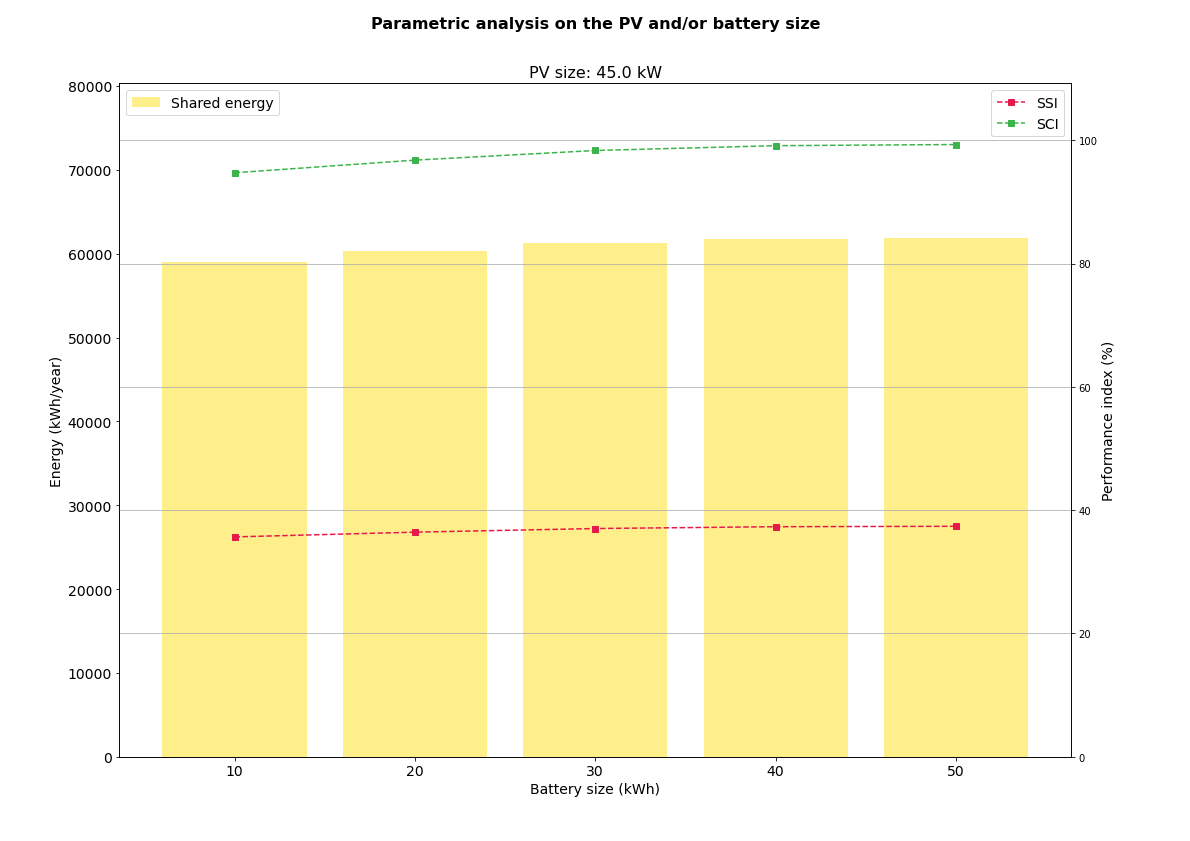 Parametric analysis on the PV and/or battery size
PV size: 45.0 kW
Shared energy
SSI
SCI
80000
70000
60000
50000
40000
30000
20000
10000
0
Energy (kWh/year)
100
80
60
40
20
0
Performance index (%)
10 20 30 40 50
Battery size (kWh)